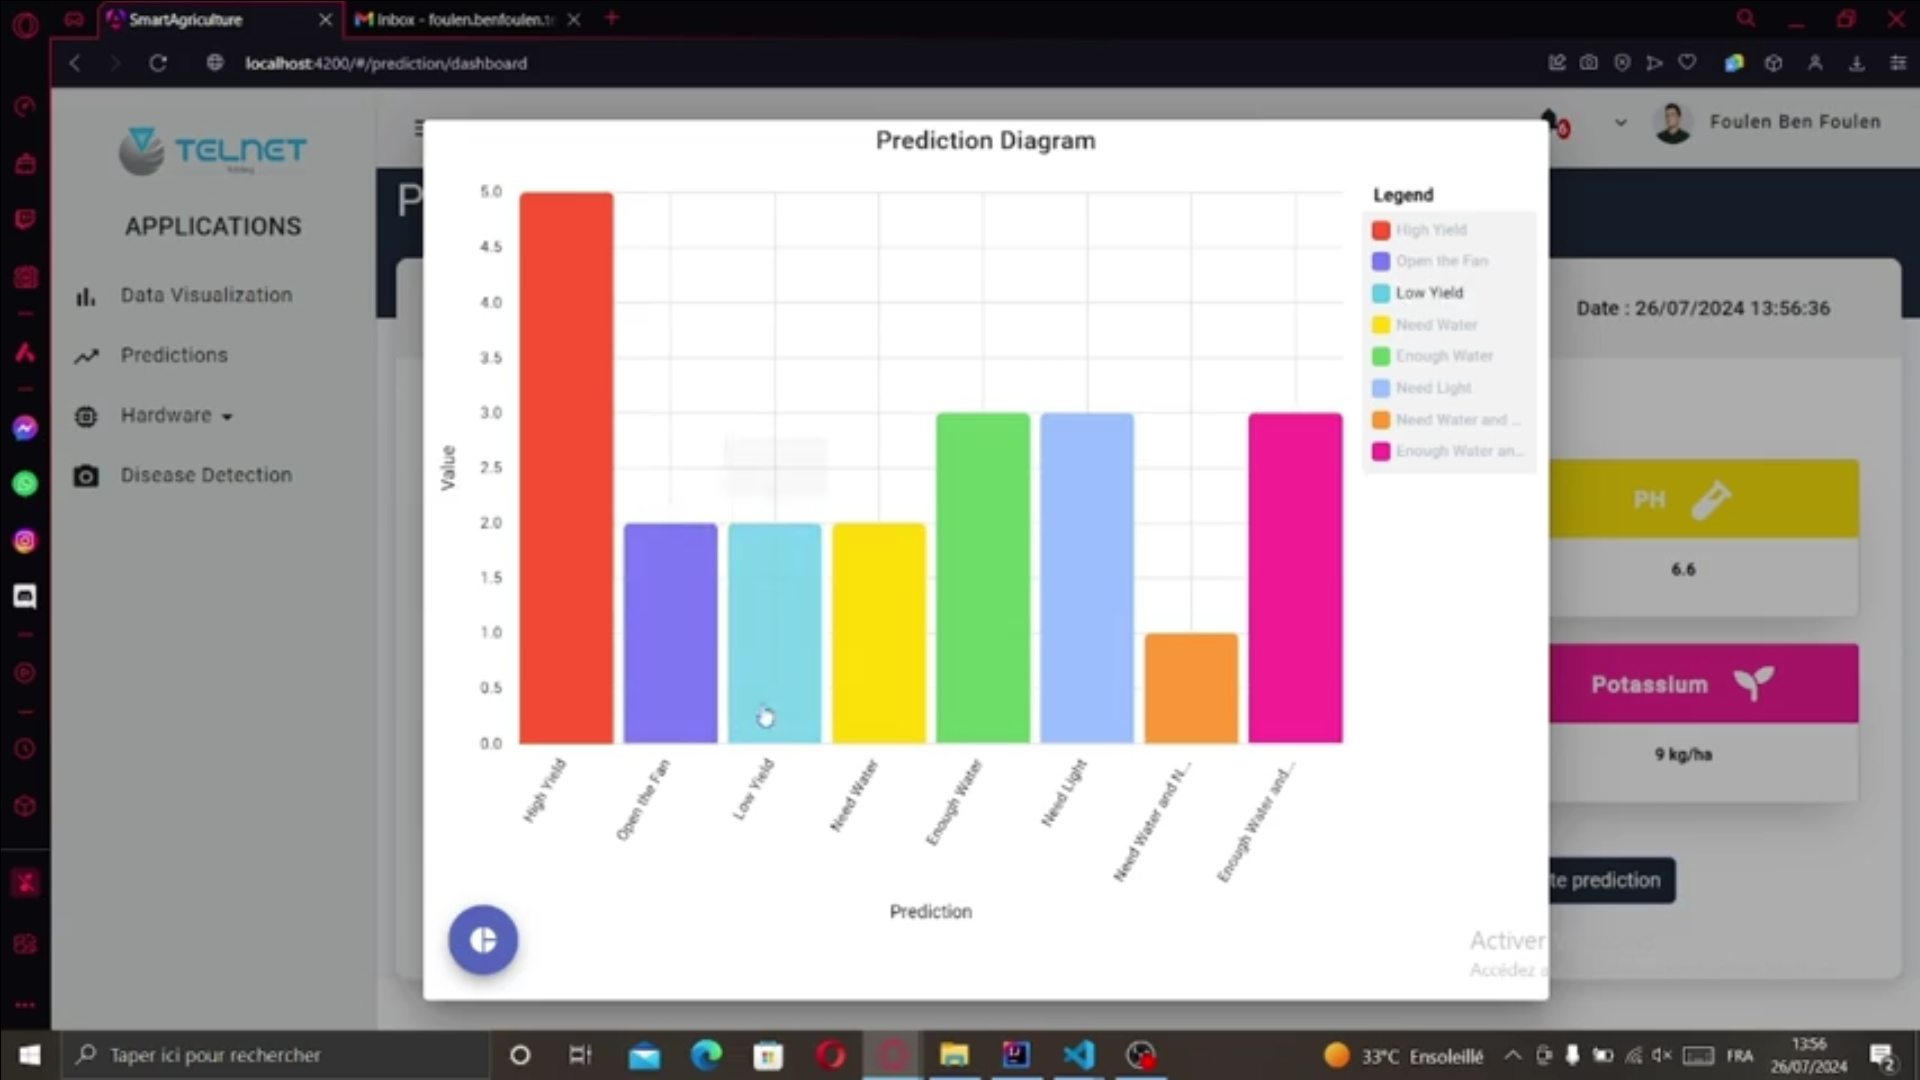 SmartAgriculture
Inbox - foulen.benfoulen.tr
localhost:4200/#/prediction/dashboard
TELNET
APPLICATIONS
Data Visualization
Predictions
Hardware
Disease Detection
P
Foulen Ben Foulen
6
Date : 26/07/2024 13:56:36
Prediction Diagram
Value
5.0
4.5
4.0
3.5
3.0
2.5
2.0
1.5
1.0
0.5
0.0
High Yield
Open the Fan
Low Yield
Need Water
Enough Water
Need Light
Need Water and N...
Enough Water and...
Prediction
Legend
High Yield
Open the Fan
Low Yield
Need Water
Enough Water
Need Light
Need Water and ...
Enough Water an...
PH
6.6
Potassium
9 kg/ha
te prediction
Activer
Accédez a
Taper ici pour rechercher
33°C Ensoleillé
FRA
13:56
26/07/2024
2